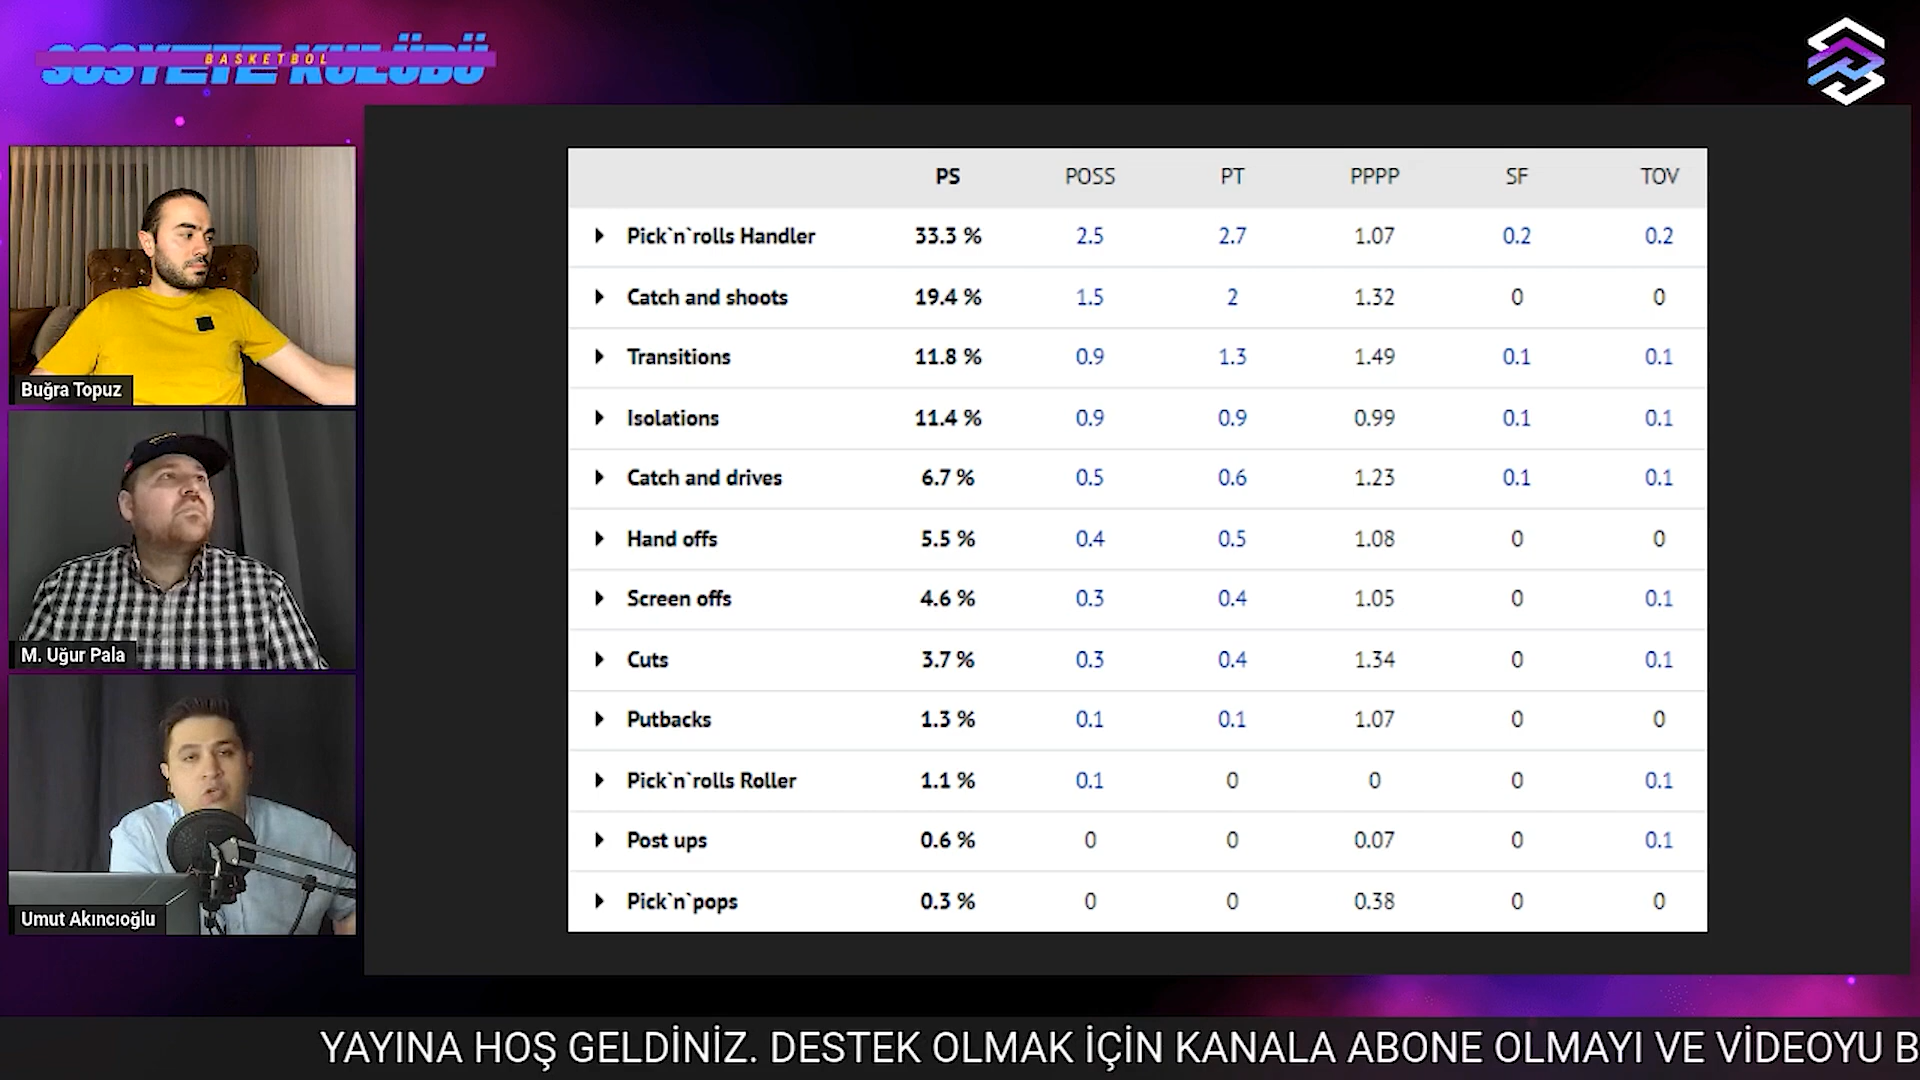 SOSYETE KULÜBÜ
BASKETBOL
Buğra Topuz
M. Uğur Pala
Umut Akıncıoğlu
PS POSS PT PPPP SF TOV
Pick`n`rolls Handler 33.3 % 2.5 2.7 1.07 0.2 0.2
Catch and shoots 19.4 % 1.5 2 1.32 0 0
Transitions 11.8 % 0.9 1.3 1.49 0.1 0.1
Isolations 11.4 % 0.9 0.9 0.99 0.1 0.1
Catch and drives 6.7 % 0.5 0.6 1.23 0.1 0.1
Hand offs 5.5 % 0.4 0.5 1.08 0 0
Screen offs 4.6 % 0.3 0.4 1.05 0 0.1
Cuts 3.7 % 0.3 0.4 1.34 0 0.1
Putbacks 1.3 % 0.1 0.1 1.07 0 0
Pick`n`rolls Roller 1.1 % 0.1 0 0 0 0.1
Post ups 0.6 % 0 0 0.07 0 0.1
Pick`n`pops 0.3 % 0 0 0.38 0 0
YAYINA HOŞ GELDİNİZ. DESTEK OLMAK İÇİN KANALA ABONE OLMAYI VE VİDEOYU B